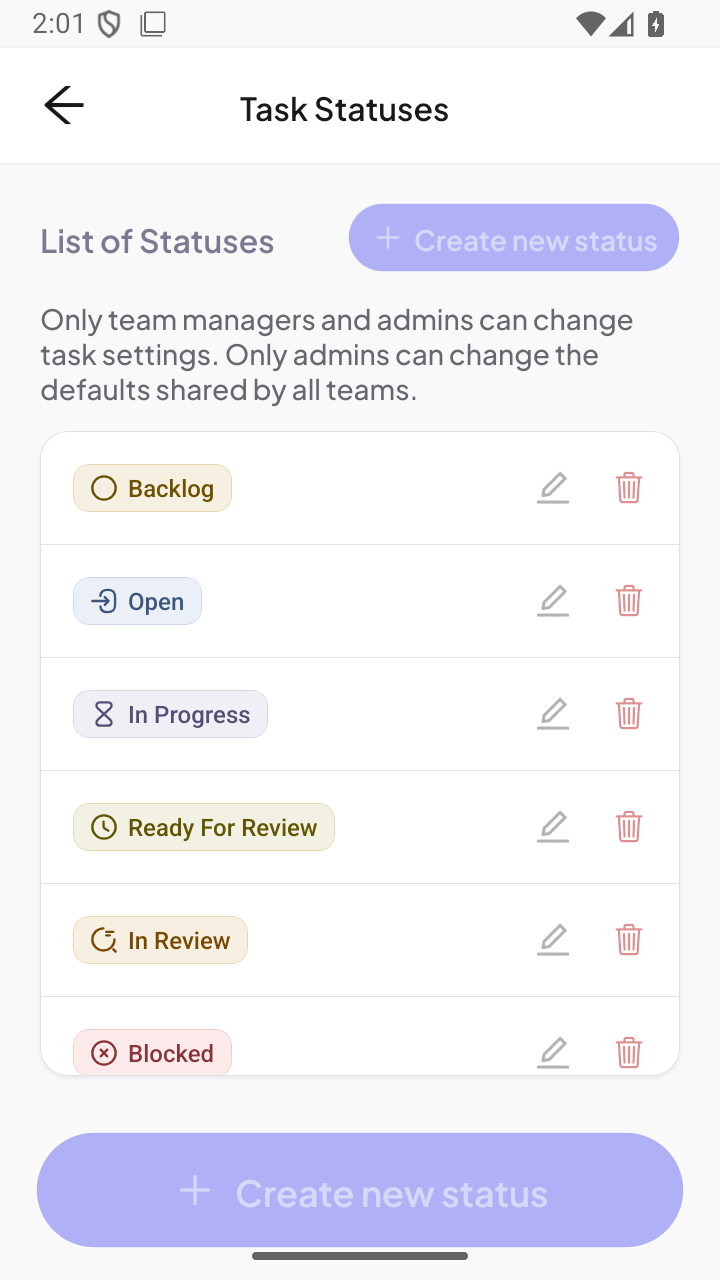 2:01
Task Statuses
List of Statuses
Create new status
Only team managers and admins can change
task settings. Only admins can change the
defaults shared by all teams.
Backlog
Open
In Progress
Ready For Review
In Review
Blocked
Create new status